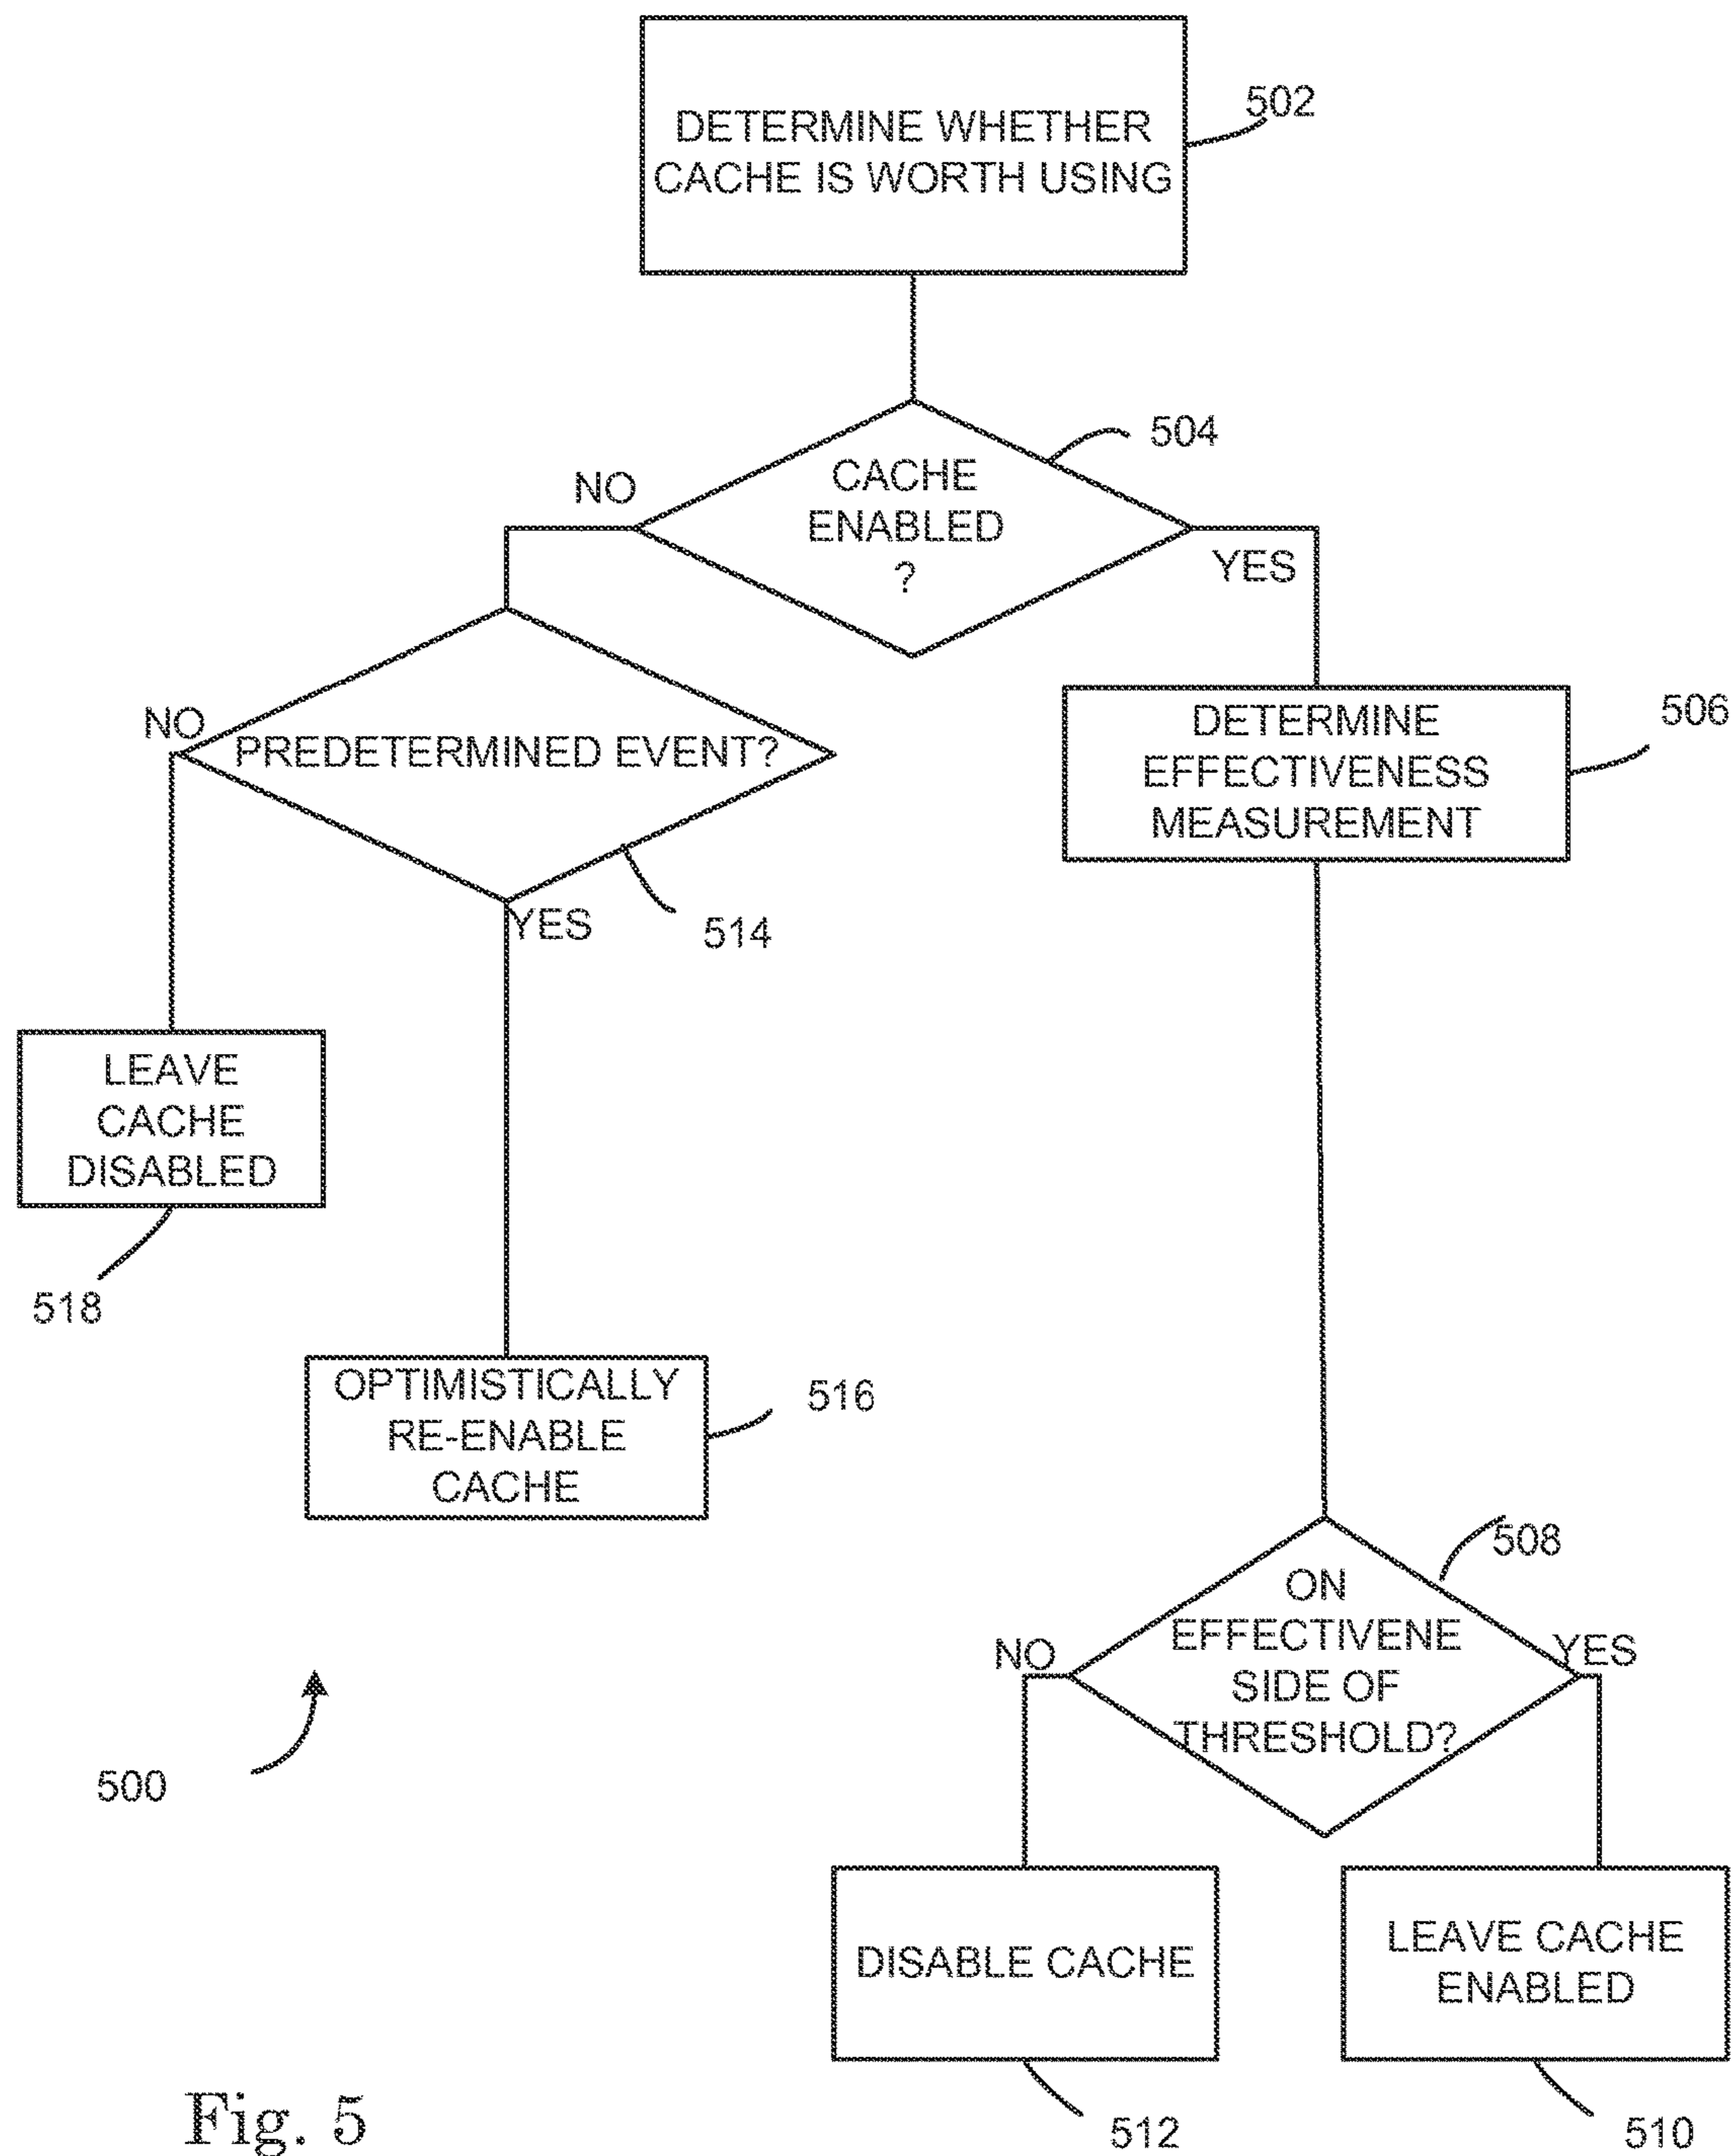 DETERMINE WHETHER
CACHE IS WORTH USING
502
504
CACHE
ENABLED
?
NO
YES
NO
PREDETERMINED EVENT?
YES
514
DETERMINE
EFFECTIVENESS
MEASUREMENT
506
LEAVE
CACHE
DISABLED
518
OPTIMISTICALLY
RE-ENABLE
CACHE
516
508
ON
EFFECTIVENE
SIDE OF
THRESHOLD?
NO
YES
500
DISABLE CACHE
LEAVE CACHE
ENABLED
512
510
Fig. 5